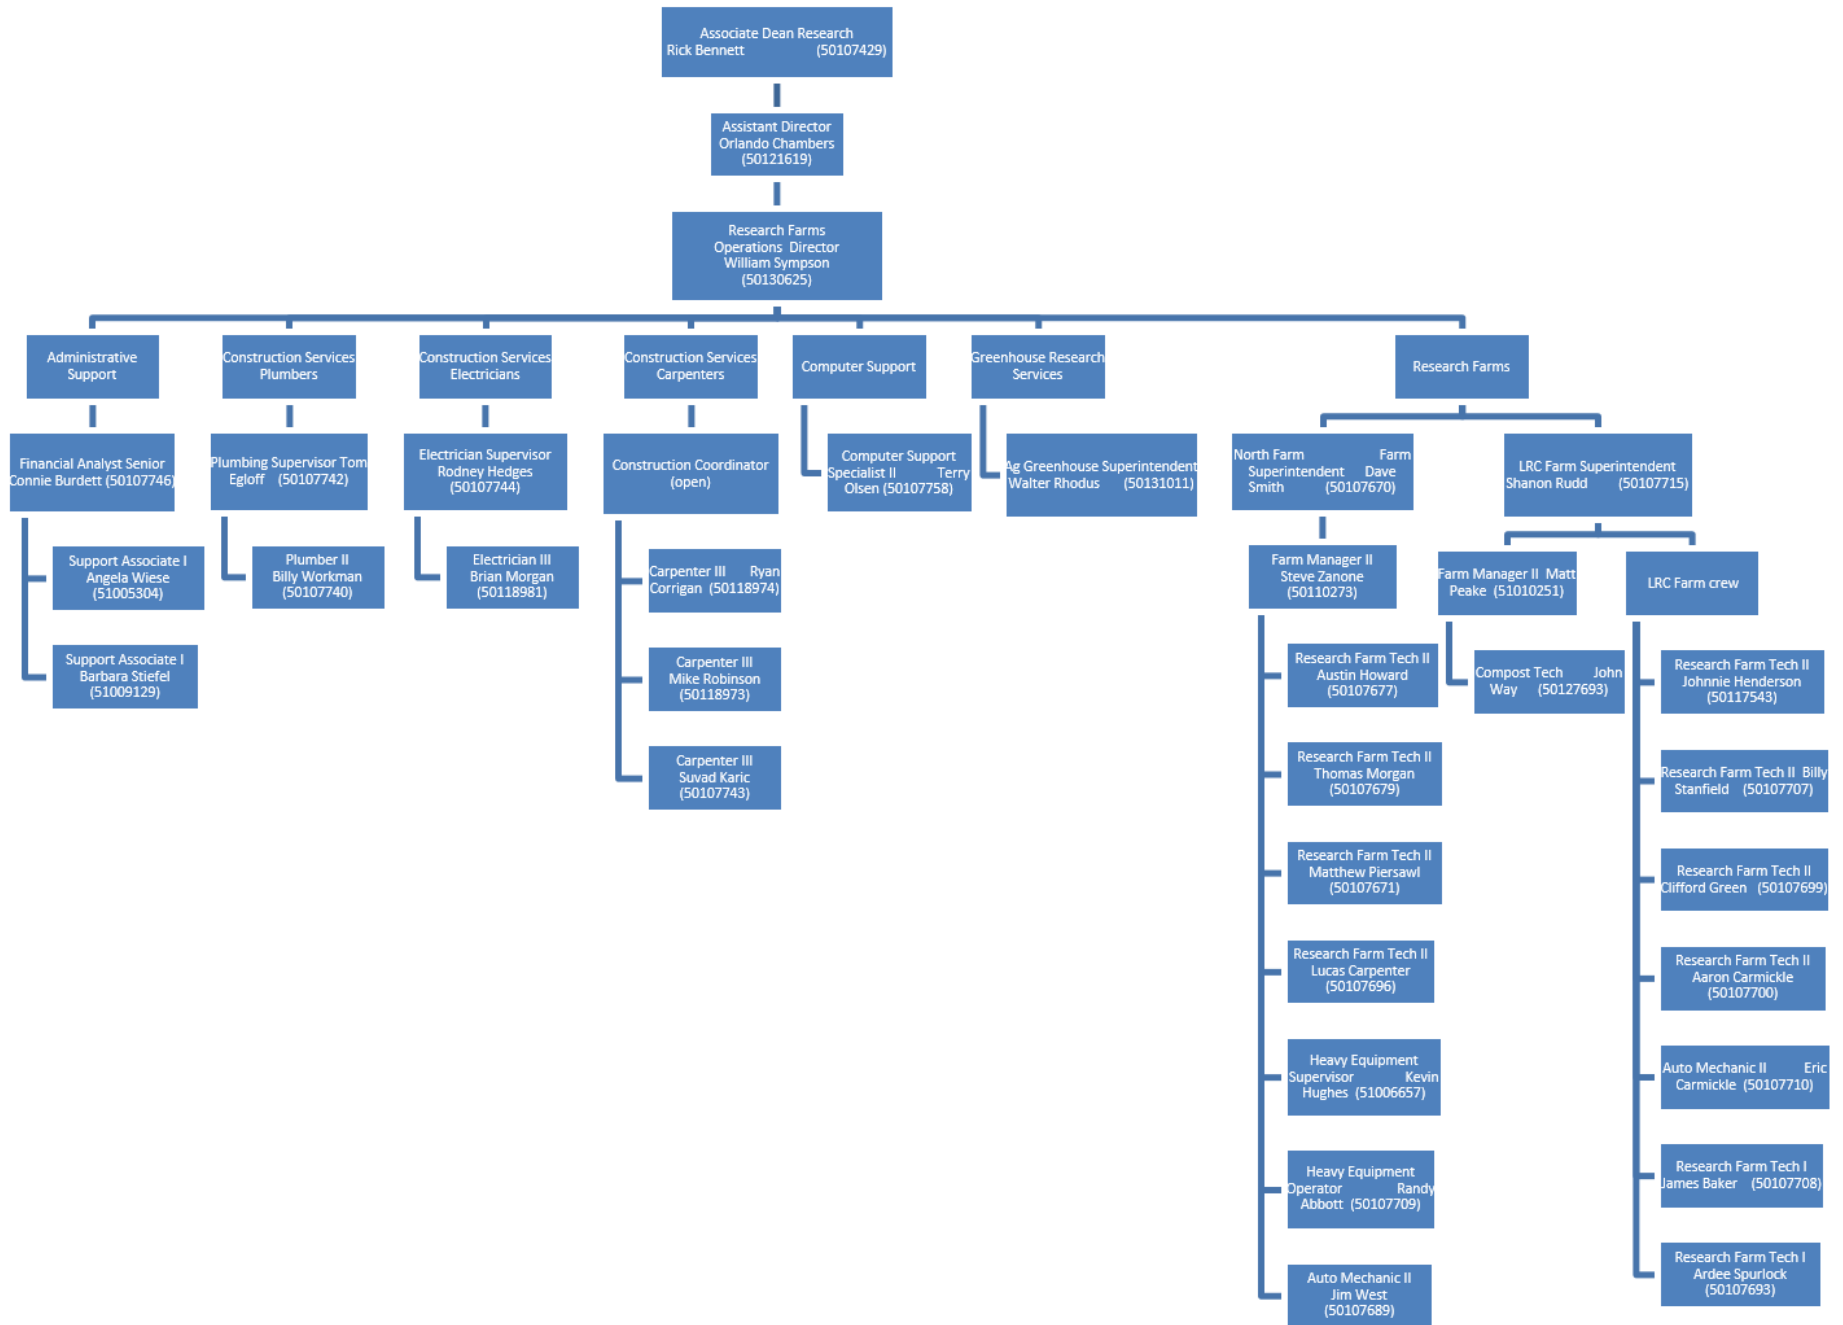 Associate Dean Research
Rick Bennett (50107429)
Assistant Director
Orlando Chambers
(50121619)
Research Farms
Operations Director
William Sympson
(50130625)
Administrative
Support
Construction Services
Plumbers
Construction Services
Electricians
Construction Services
Carpenters
Computer Support
Greenhouse Research
Services
Research Farms
Financial Analyst Senior
Connie Burdett (50107746)
Plumbing Supervisor Tom
Egloff (50107742)
Electrician Supervisor
Rodney Hedges
(50107744)
Construction Coordinator
(open)
Computer Support
Specialist II Terry
Olsen (50107758)
Ag Greenhouse Superintendent
Walter Rhodus (50131011)
North Farm Farm
Superintendent Dave
Smith (50107670)
LRC Farm Superintendent
Shanon Rudd (50107715)
Support Associate I
Angela Wiese
(51005304)
Support Associate I
Barbara Stiefel
(51009129)
Plumber II
Billy Workman
(50107740)
Electrician III
Brian Morgan
(50118981)
Carpenter III Ryan
Corrigan (50118974)
Carpenter III
Mike Robinson
(50118973)
Carpenter III
Suvad Karic
(50107743)
Farm Manager II
Steve Zanone
(50110273)
Research Farm Tech II
Austin Howard
(50107677)
Research Farm Tech II
Thomas Morgan
(50107679)
Research Farm Tech II
Matthew Piersawl
(50107671)
Research Farm Tech II
Lucas Carpenter
(50107696)
Heavy Equipment
Supervisor Kevin
Hughes (51006657)
Heavy Equipment
Operator Randy
Abbott (50107709)
Auto Mechanic II
Jim West
(50107689)
Farm Manager II Matt
Peake (51010251)
Compost Tech John
Way (50127693)
LRC Farm crew
Research Farm Tech II
Johnnie Henderson
(50117543)
Research Farm Tech II Billy
Stanfield (50107707)
Research Farm Tech II
Clifford Green (50107699)
Research Farm Tech II
Aaron Carmickle
(50107700)
Auto Mechanic II Eric
Carmickle (50107710)
Research Farm Tech I
James Baker (50107708)
Research Farm Tech I
Ardee Spurlock
(50107693)